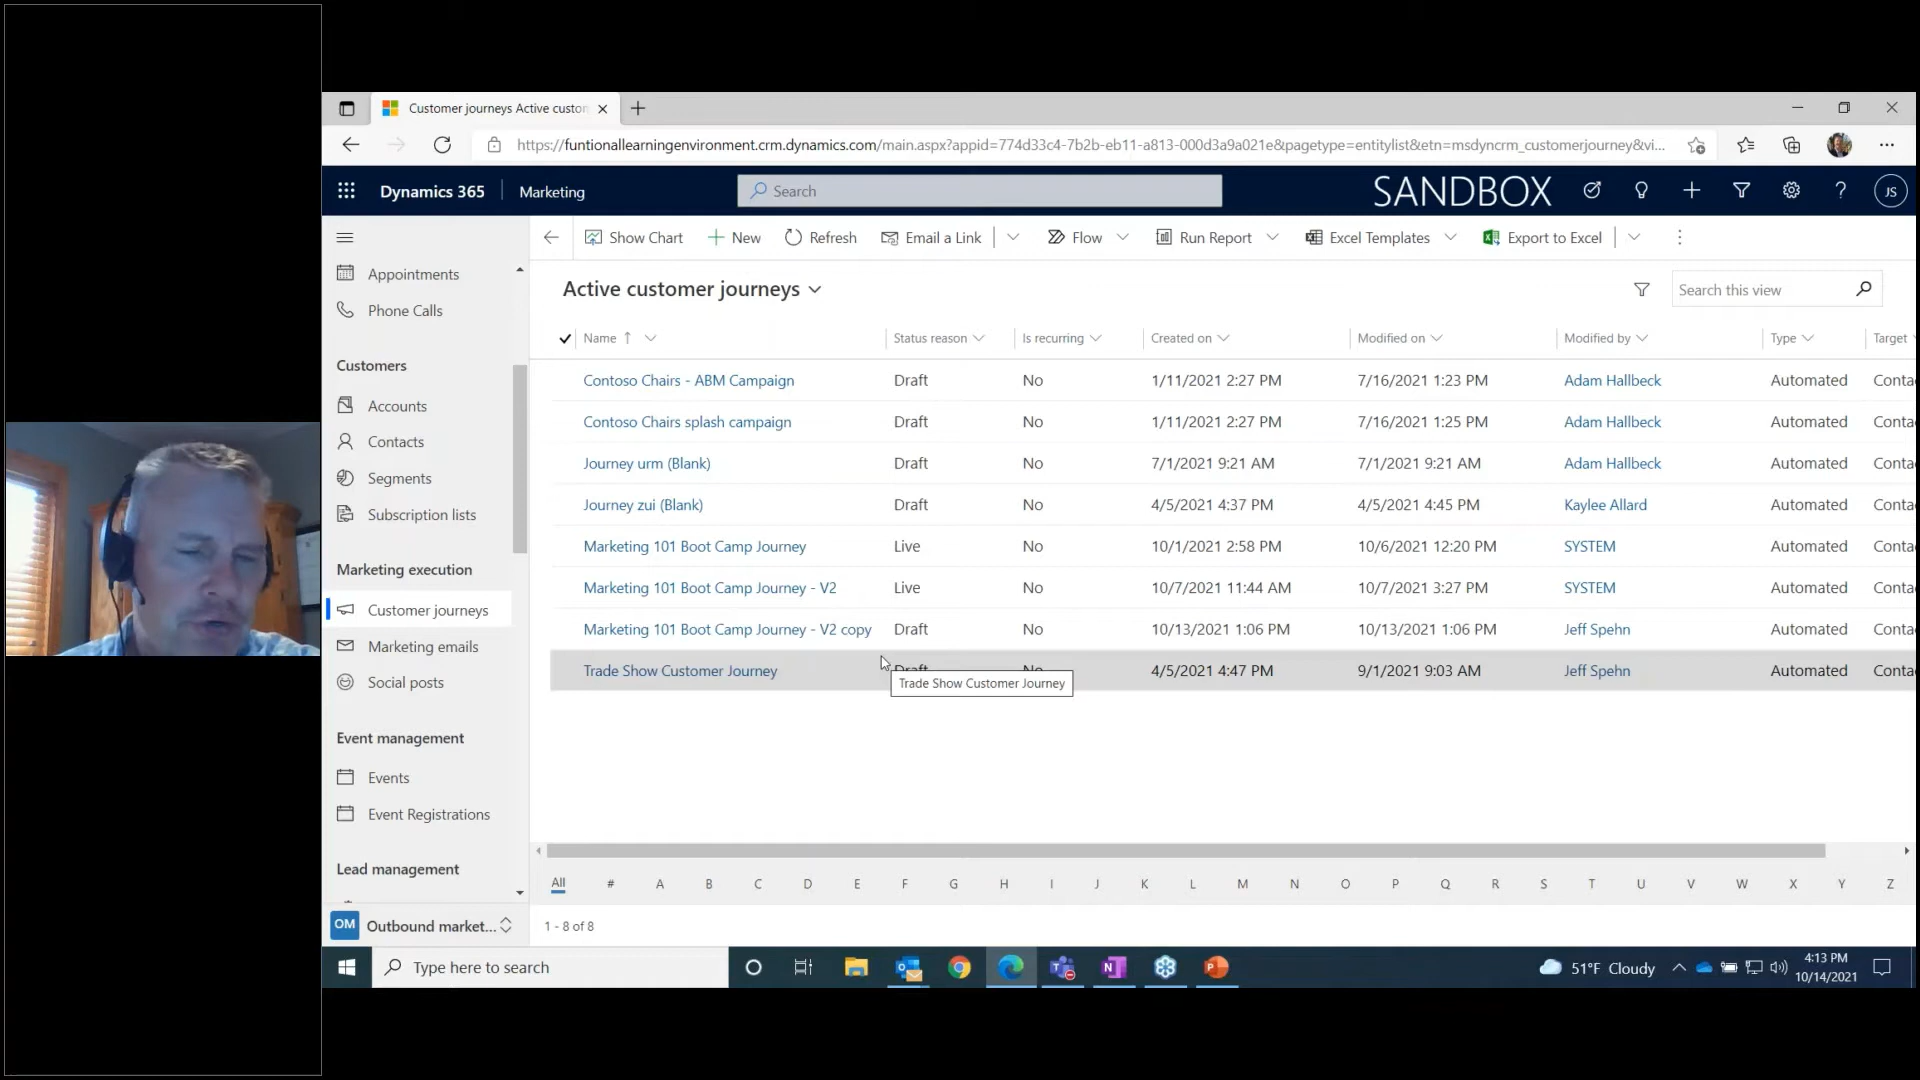 Customer journeys Active custor
https://funtionallearningenvironment.crm.dynamics.com/main.aspx?appid=774d33c4-7b2b-eb11-a813-000d3a9a021e&pagetype=entitylist&etn=msdyncrm_customerjourney&vi...
Dynamics 365 Marketing Search SANDBOX JS
Show Chart New Refresh Email a Link Flow Run Report Excel Templates Export to Excel
Appointments
Phone Calls
Customers
Accounts
Contacts
Segments
Subscription lists
Marketing execution
Customer journeys
Marketing emails
Social posts
Event management
Events
Event Registrations
Lead management
OM Outbound market...
Active customer journeys Search this view
Name Status reason Is recurring Created on Modified on Modified by Type Target
Contoso Chairs - ABM Campaign Draft No 1/11/2021 2:27 PM 7/16/2021 1:23 PM Adam Hallbeck Automated Conta
Contoso Chairs splash campaign Draft No 1/11/2021 2:27 PM 7/16/2021 1:25 PM Adam Hallbeck Automated Conta
Journey urm (Blank) Draft No 7/1/2021 9:21 AM 7/1/2021 9:21 AM Adam Hallbeck Automated Conta
Journey zui (Blank) Draft No 4/5/2021 4:37 PM 4/5/2021 4:45 PM Kaylee Allard Automated Conta
Marketing 101 Boot Camp Journey Live No 10/1/2021 2:58 PM 10/6/2021 12:20 PM SYSTEM Automated Conta
Marketing 101 Boot Camp Journey - V2 Live No 10/7/2021 11:44 AM 10/7/2021 3:27 PM SYSTEM Automated Conta
Marketing 101 Boot Camp Journey - V2 copy Draft No 10/13/2021 1:06 PM 10/13/2021 1:06 PM Jeff Spehn Automated Conta
Trade Show Customer Journey Draft No 4/5/2021 4:47 PM 9/1/2021 9:03 AM Jeff Spehn Automated Conta
Trade Show Customer Journey
All # A B C D E F G H I J K L M N O P Q R S T U V W X Y Z
1 - 8 of 8
Type here to search 51°F Cloudy 4:13 PM
10/14/2021